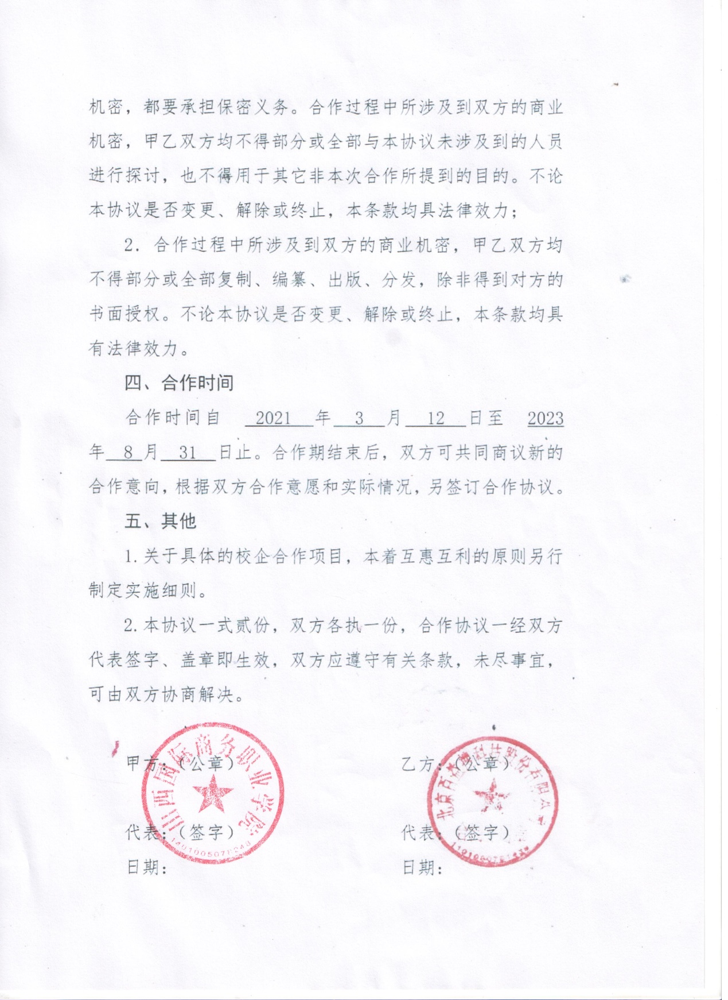 机密，都要承担保密义务。合作过程中所涉及到双方的商业
机密，甲乙双方均不得部分或全部与本协议未涉及到的人员
进行探讨，也不得用于其它非本次合作所提到的目的。不论
本协议是否变更、解除或终止，本条款均具法律效力；
2. 合作过程中所涉及到双方的商业机密，甲乙双方均
不得部分或全部复制、编纂、出版、分发，除非得到对方的
书面授权。不论本协议是否变更、解除或终止，本条款均具
有法律效力。
四、合作时间
合作时间自 2021 年 3 月 12 日至 2023
年 8 月 31 日止。合作期结束后，双方可共同商议新的
合作意向，根据双方合作意愿和实际情况，另签订合作协议。
五、其他
1.关于具体的校企合作项目，本着互惠互利的原则另行
制定实施细则。
2.本协议一式贰份，双方各执一份，合作协议一经双方
代表签字、盖章即生效，双方应遵守有关条款，未尽事宜，
可由双方协商解决。
甲方：（公章） 乙方：（公章）
代表：（签字） 代表：（签字）
日期： 日期：
山西国际商务职业学院
1401005078248
科技股份有限公司